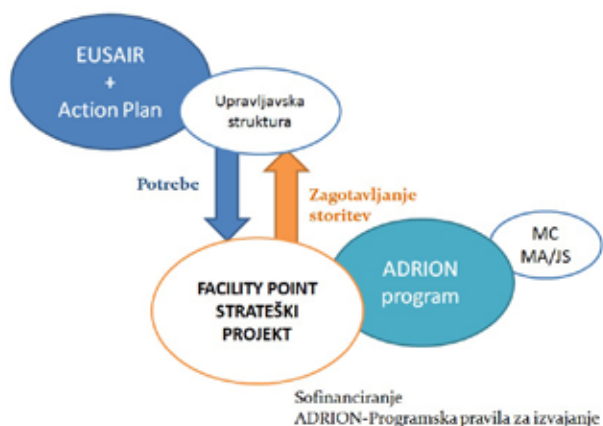 EUSAIR
+
Action Plan
Upravljavska
struktura
Potrebe
Zagotavljanje
storitev
FACILITY POINT
STRATEŠKI
PROJEKT
ADRION
program
MC
MA/JS
Sofinanciranje
ADRION-Programska pravila za izvajanje